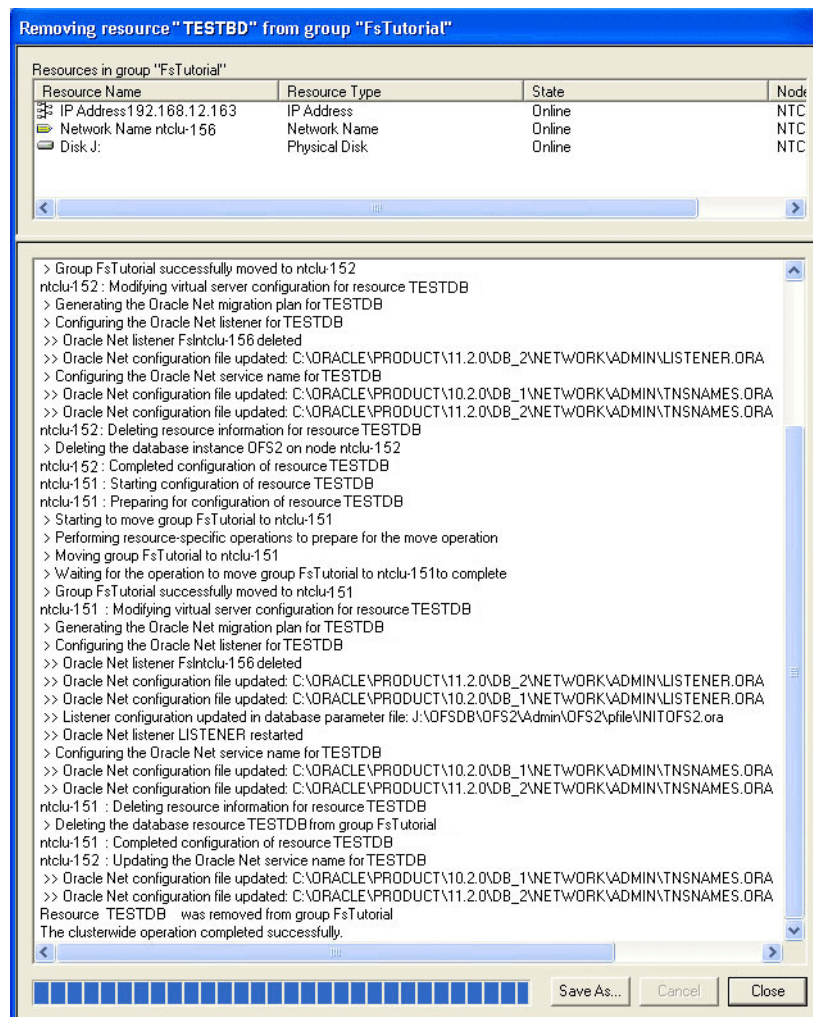 Removing resource "TESTBD" from group "FsTutorial"
Resources in group "FsTutorial"
Resource Name Resource Type State Node
IP Address192.168.12.163 IP Address Online NTC
Network Name ntclu-156 Network Name Online NTC
Disk J: Physical Disk Online NTC
> Group FsTutorial successfully moved to ntclu-152
ntclu-152 : Modifying virtual server configuration for resource TESTDB
> Generating the Oracle Net migration plan for TESTDB
> Configuring the Oracle Net listener for TESTDB
>> Oracle Net listener Fslntclu-156 deleted
>> Oracle Net configuration file updated: C:\ORACLE\PRODUCT\11.2.0\DB_2\NETWORK\ADMIN\LISTENER.ORA
> Configuring the Oracle Net service name for TESTDB
>> Oracle Net configuration file updated: C:\ORACLE\PRODUCT\10.2.0\DB_1\NETWORK\ADMIN\TNSNAMES.ORA
>> Oracle Net configuration file updated: C:\ORACLE\PRODUCT\11.2.0\DB_2\NETWORK\ADMIN\TNSNAMES.ORA
ntclu-152: Deleting resource information for resource TESTDB
> Deleting the database instance OFS2 on node ntclu-152
ntclu-152 : Completed configuration of resource TESTDB
ntclu-151 : Starting configuration of resource TESTDB
ntclu-151 : Preparing for configuration of resource TESTDB
> Starting to move group FsTutorial to ntclu-151
> Performing resource-specific operations to prepare for the move operation
> Moving group FsTutorial to ntclu-151
> Waiting for the operation to move group FsTutorial to ntclu-151to complete
> Group FsTutorial successfully moved to ntclu-151
ntclu-151 : Modifying virtual server configuration for resource TESTDB
> Generating the Oracle Net migration plan for TESTDB
> Configuring the Oracle Net listener for TESTDB
>> Oracle Net listener Fslntclu-156 deleted
>> Oracle Net configuration file updated: C:\ORACLE\PRODUCT\11.2.0\DB_2\NETWORK\ADMIN\LISTENER.ORA
>> Oracle Net configuration file updated: C:\ORACLE\PRODUCT\10.2.0\DB_1\NETWORK\ADMIN\LISTENER.ORA
>> Listener configuration updated in database parameter file: J:\OFSDB\OFS2\Admin\OFS2\pfile\INITOFS2.ora
>> Oracle Net listener LISTENER restarted
> Configuring the Oracle Net service name for TESTDB
>> Oracle Net configuration file updated: C:\ORACLE\PRODUCT\10.2.0\DB_1\NETWORK\ADMIN\TNSNAMES.ORA
>> Oracle Net configuration file updated: C:\ORACLE\PRODUCT\11.2.0\DB_2\NETWORK\ADMIN\TNSNAMES.ORA
ntclu-151 : Deleting resource information for resource TESTDB
> Deleting the database resource TESTDB from group FsTutorial
ntclu-151 : Completed configuration of resource TESTDB
ntclu-152 : Updating the Oracle Net service name for TESTDB
>> Oracle Net configuration file updated: C:\ORACLE\PRODUCT\10.2.0\DB_1\NETWORK\ADMIN\TNSNAMES.ORA
>> Oracle Net configuration file updated: C:\ORACLE\PRODUCT\11.2.0\DB_2\NETWORK\ADMIN\TNSNAMES.ORA
Resource TESTDB was removed from group FsTutorial
The clusterwide operation completed successfully.
Save As... Cancel Close